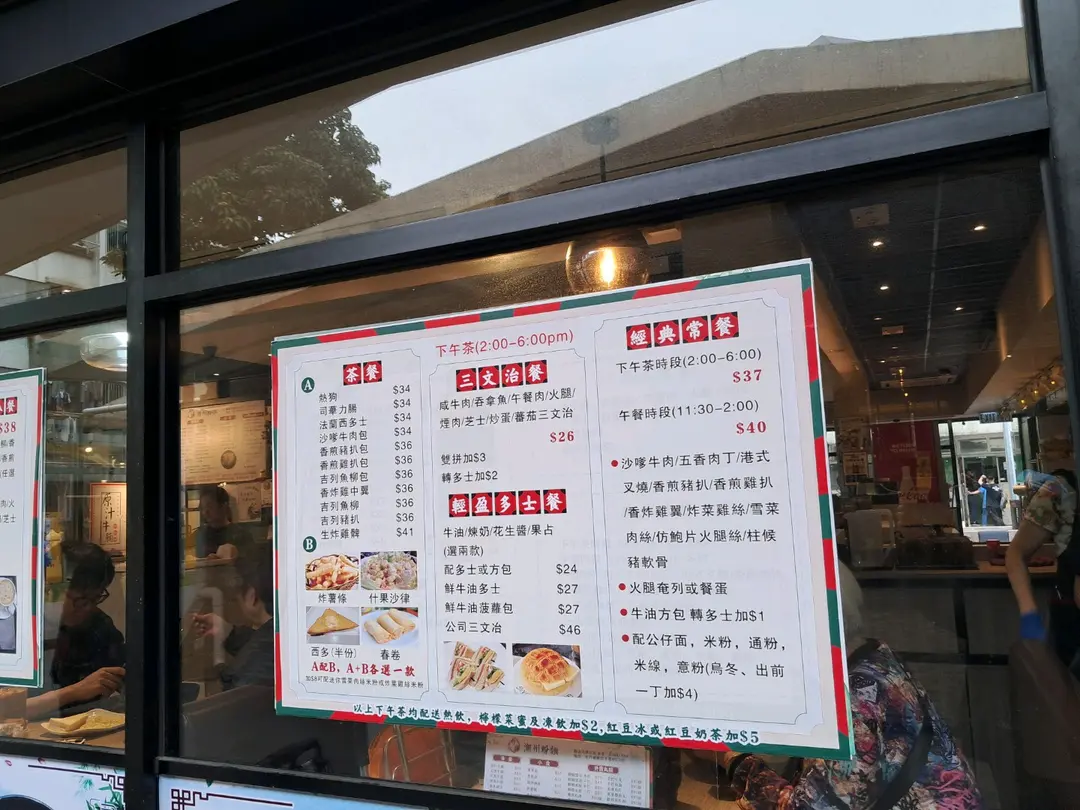 下午茶(2:00-6:00pm)
茶餐
A
熱狗 $34
司華力腸 $34
法蘭西多士 $34
沙嗲牛肉包 $34
香煎豬扒包 $36
香煎雞扒包 $36
吉列魚柳包 $36
香炸雞中翼 $36
吉列魚柳 $36
吉列豬扒 $36
生炸雞髀 $41
B
炸薯條 什果沙律
西多(半份) 春卷
A配B，A+B各選一款
三文治餐
咸牛肉/吞拿魚/午餐肉/火腿/
煙肉/芝士/炒蛋/蕃茄三文治
$26
雙拼加$3
轉多士加$2
輕盈多士餐
牛油/煉奶/花生醬/果占
(選兩款)
配多士或方包 $24
鮮牛油多士 $27
鮮牛油菠蘿包 $27
公司三文治 $46
經典常餐
下午茶時段(2:00-6:00)
$37
午餐時段(11:30-2:00)
$40
●沙嗲牛肉/五香肉丁/港式
叉燒/香煎豬扒/香煎雞扒
/香炸雞翼/炸菜雞絲/雪菜
肉絲/仿鮑片火腿絲/柱候
豬軟骨
●火腿奄列或餐蛋
●牛油方包 轉多士加$1
●配公仔面，米粉，通粉，
米線，意粉(烏冬、出前
一丁加$4)
以上下午茶均配送熱飲，檸檬菜蜜及凍飲加$2,紅豆冰或紅豆奶茶加$5
餐
$38
原汁牛